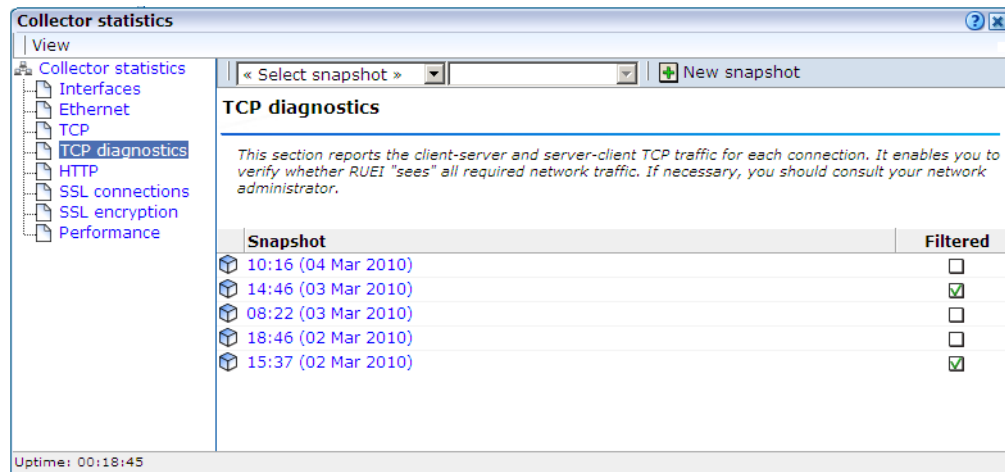 Collector statistics
View
Collector statistics
Interfaces
Ethernet
TCP
TCP diagnostics
HTTP
SSL connections
SSL encryption
Performance
« Select snapshot »
New snapshot
TCP diagnostics
This section reports the client-server and server-client TCP traffic for each connection. It enables you to
verify whether RUEI "sees" all required network traffic. If necessary, you should consult your network
administrator.
Snapshot Filtered
10:16 (04 Mar 2010)
14:46 (03 Mar 2010)
08:22 (03 Mar 2010)
18:46 (02 Mar 2010)
15:37 (02 Mar 2010)
Uptime: 00:18:45